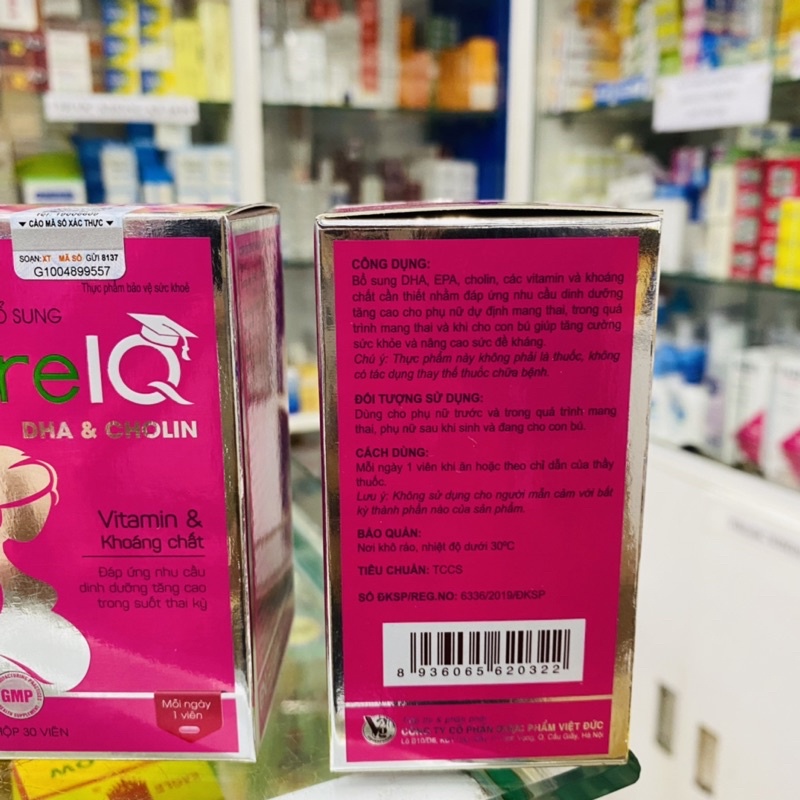 CÀO MÃ SỐ XÁC THỰC
SOẠN: XT MÃ SỐ GỬI 8137
G1004899557
Thực phẩm bảo vệ sức khỏe
SUNG
reIQ
DHA & CHOLIN
Vitamin &
Khoáng chất
Đáp ứng nhu cầu
dinh dưỡng tăng cao
trong suốt thai kỳ
GMP
Mỗi ngày
1 viên
HỘP 30 VIÊN
CÔNG DỤNG:
Bổ sung DHA, EPA, cholin, các vitamin và khoáng
chất cần thiết nhằm đáp ứng nhu cầu dinh dưỡng
tăng cao cho phụ nữ dự định mang thai, trong quá
trình mang thai và khi cho con bú giúp tăng cường
sức khỏe và nâng cao sức đề kháng.
Chú ý: Thực phẩm này không phải là thuốc, không
có tác dụng thay thế thuốc chữa bệnh.
ĐỐI TƯỢNG SỬ DỤNG:
Dùng cho phụ nữ trước và trong quá trình mang
thai, phụ nữ sau khi sinh và đang cho con bú.
CÁCH DÙNG:
Mỗi ngày 1 viên khi ăn hoặc theo chỉ dẫn của thầy
thuốc.
Lưu ý: Không sử dụng cho người mẫn cảm với bất
kỳ thành phần nào của sản phẩm.
BẢO QUẢN:
Nơi khô ráo, nhiệt độ dưới 30ºC
TIÊU CHUẨN: TCCS
SỐ ĐKSP/REG.NO: 6336/2019/ĐKSP
8 936065 620322
CÔNG TY CỔ PHẦN DƯỢC PHẨM VIỆT ĐỨC
Q. Cầu Giấy, Hà Nội